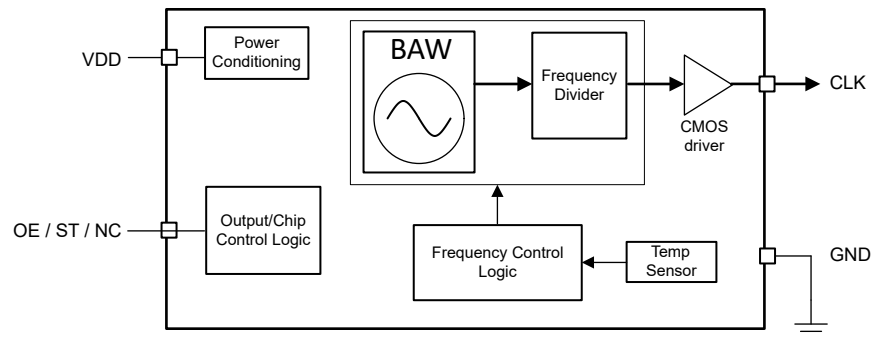 VDD
Power
Conditioning
BAW
Frequency
Divider
CMOS
driver
CLK
OE / ST / NC
Output/Chip
Control Logic
Frequency Control
Logic
Temp
Sensor
GND